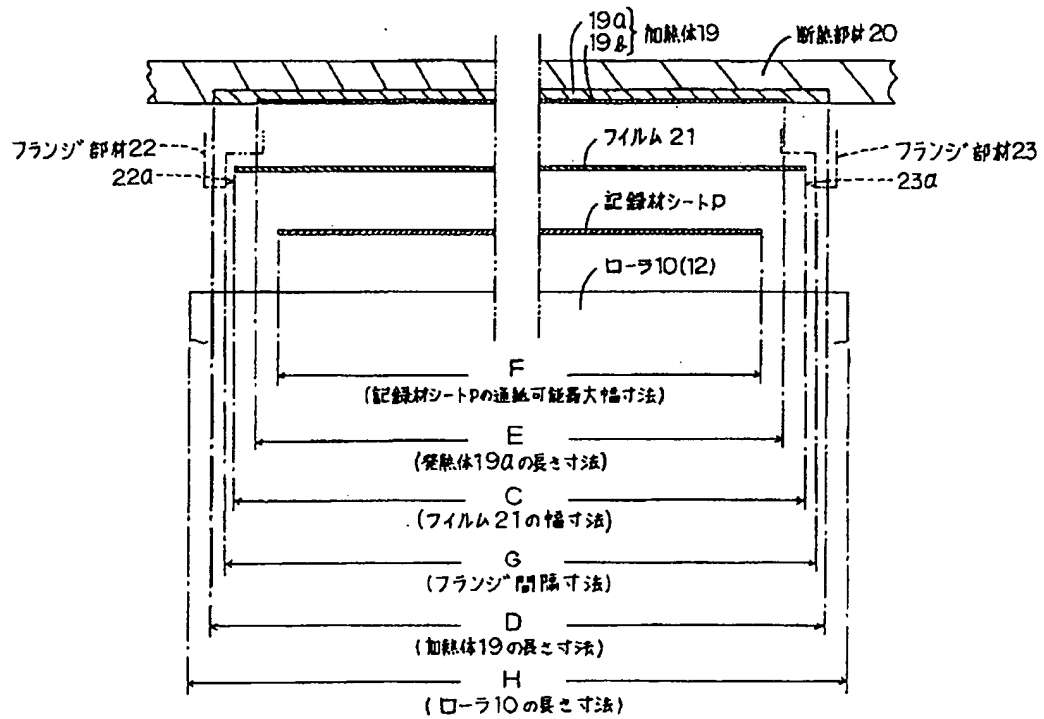 19a
19b
加熱体19
断熱部材20
フランジ部材22
22a
フイルム21
フランジ部材23
23a
記録材シートP
ローラ10(12)
F
(記録材シートPの通紙可能最大幅寸法)
E
(発熱体19aの長さ寸法)
C
(フイルム21の幅寸法)
G
(フランジ間隔寸法)
D
(加熱体19の長さ寸法)
H
(ローラ10の長さ寸法)